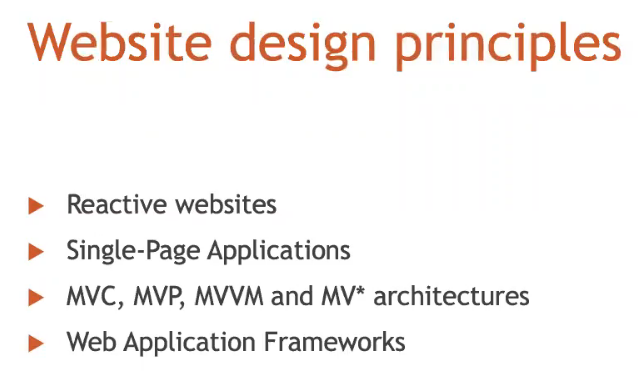 Website design principles
Reactive websites
Single-Page Applications
MVC, MVP, MVVM and MV* architectures
Web Application Frameworks